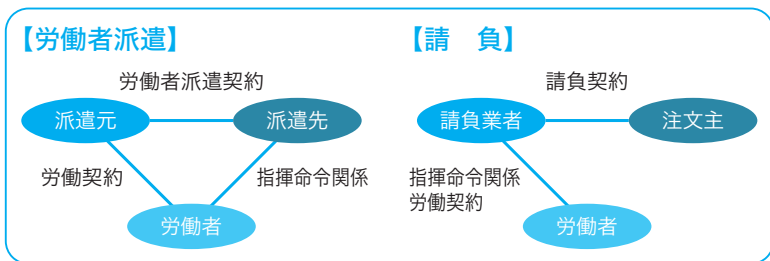 【労働者派遣】
労働者派遣契約
派遣元
派遣先
労働契約
指揮命令関係
労働者
【請　負】
請負契約
請負業者
注文主
指揮命令関係
労働契約
労働者